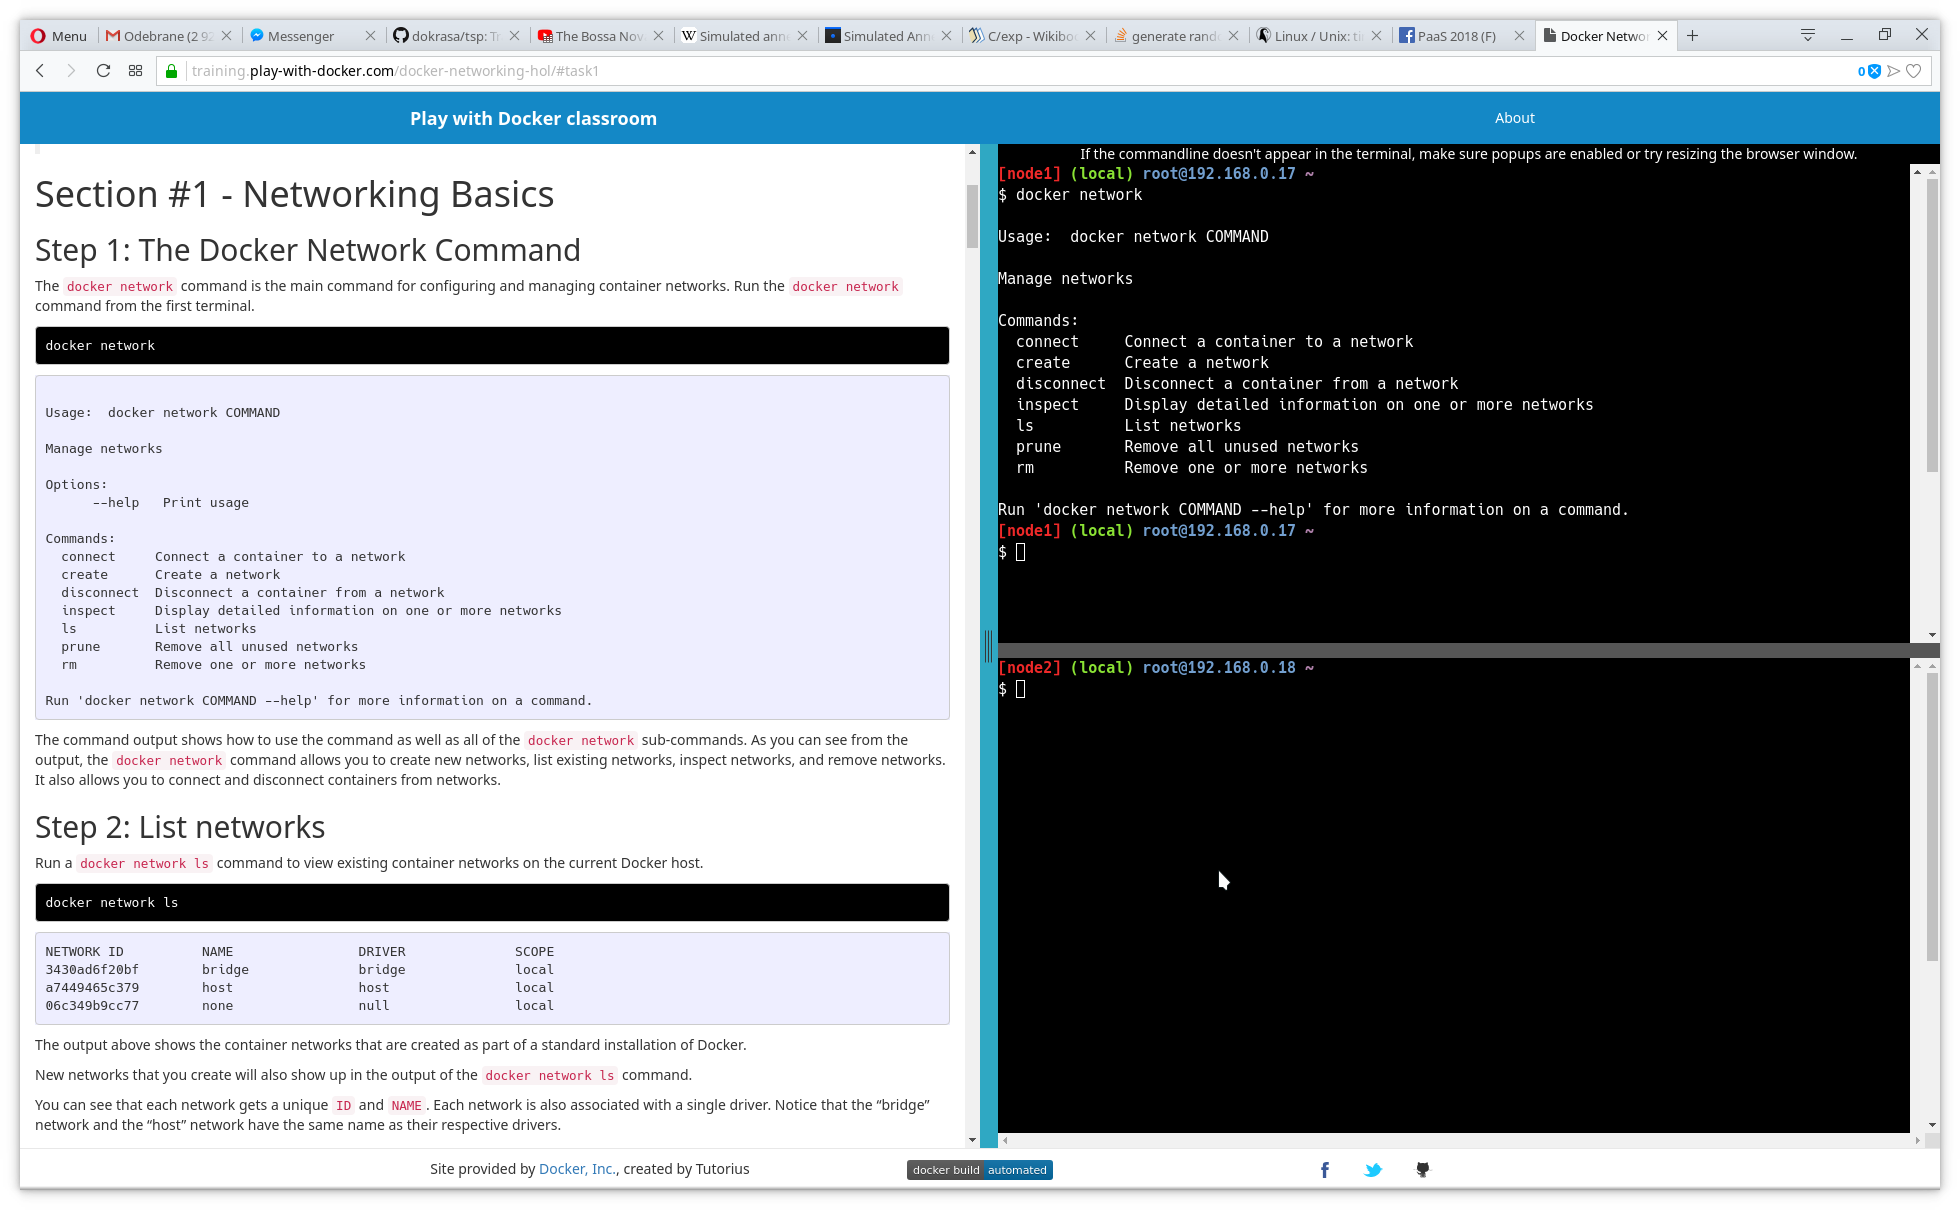 Menu
Odebrane (2 92
Messenger
dokrasa/tsp: Tr
The Bossa Nov
Simulated anne
Simulated Anne
C/exp - Wikibo
generate rand
Linux / Unix: ti
PaaS 2018 (F)
Docker Networ
training.play-with-docker.com/docker-networking-hol/#task1
0
Play with Docker classroom
About
Section #1 - Networking Basics
Step 1: The Docker Network Command
The docker network command is the main command for configuring and managing container networks. Run the docker network
command from the first terminal.
docker network
Usage:  docker network COMMAND
Manage networks
Options:
      --help   Print usage
Commands:
  connect     Connect a container to a network
  create      Create a network
  disconnect  Disconnect a container from a network
  inspect     Display detailed information on one or more networks
  ls          List networks
  prune       Remove all unused networks
  rm          Remove one or more networks
Run 'docker network COMMAND --help' for more information on a command.
The command output shows how to use the command as well as all of the docker network sub-commands. As you can see from the
output, the docker network command allows you to create new networks, list existing networks, inspect networks, and remove networks.
It also allows you to connect and disconnect containers from networks.
Step 2: List networks
Run a docker network ls command to view existing container networks on the current Docker host.
docker network ls
NETWORK ID          NAME                DRIVER              SCOPE
3430ad6f20bf        bridge              bridge              local
a7449465c379        host                host                local
06c349b9cc77        none                null                local
The output above shows the container networks that are created as part of a standard installation of Docker.
New networks that you create will also show up in the output of the docker network ls command.
You can see that each network gets a unique ID and NAME. Each network is also associated with a single driver. Notice that the “bridge”
network and the “host” network have the same name as their respective drivers.
If the commandline doesn't appear in the terminal, make sure popups are enabled or try resizing the browser window.
[node1] (local) root@192.168.0.17 ~
$ docker network
Usage:  docker network COMMAND
Manage networks
Commands:
  connect     Connect a container to a network
  create      Create a network
  disconnect  Disconnect a container from a network
  inspect     Display detailed information on one or more networks
  ls          List networks
  prune       Remove all unused networks
  rm          Remove one or more networks
Run 'docker network COMMAND --help' for more information on a command.
[node1] (local) root@192.168.0.17 ~
$
[node2] (local) root@192.168.0.18 ~
$
Site provided by Docker, Inc., created by Tutorius
docker build automated